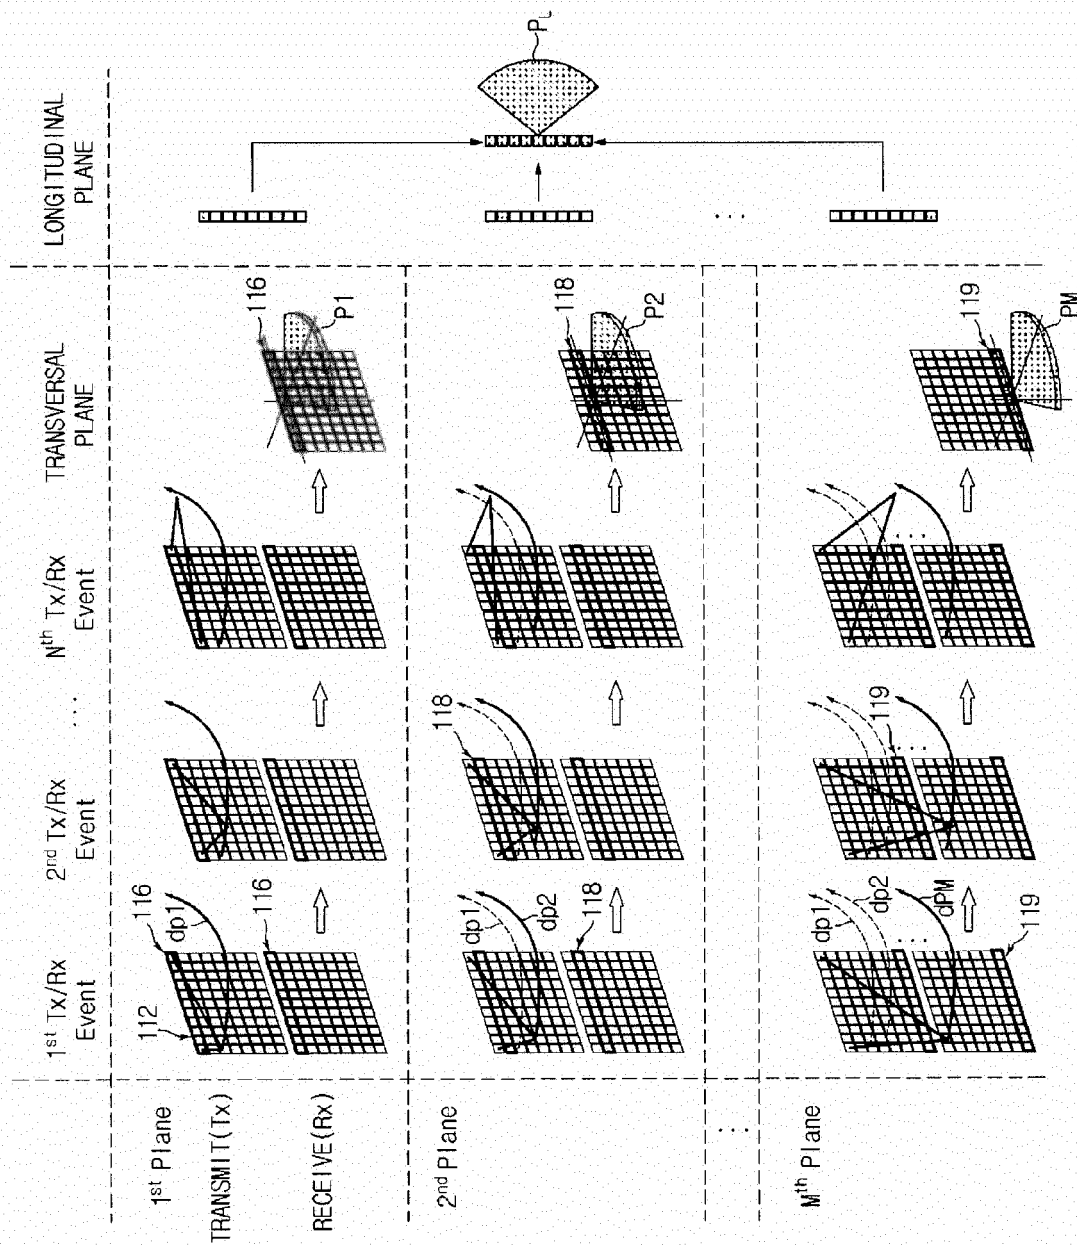 1st Tx/Rx
Event
2nd Tx/Rx
Event
...
Nth Tx/Rx
Event
TRANSVERSAL
PLANE
LONGITUDINAL
PLANE
1st Plane
TRANSMIT(Tx)
RECEIVE(Rx)
112
116
dp1
116
116
P1
PL
2nd Plane
dp1
dp2
118
118
118
P2
...
...
Mth Plane
dp1
dp2
dPM
...
119
119
...
...
119
PM